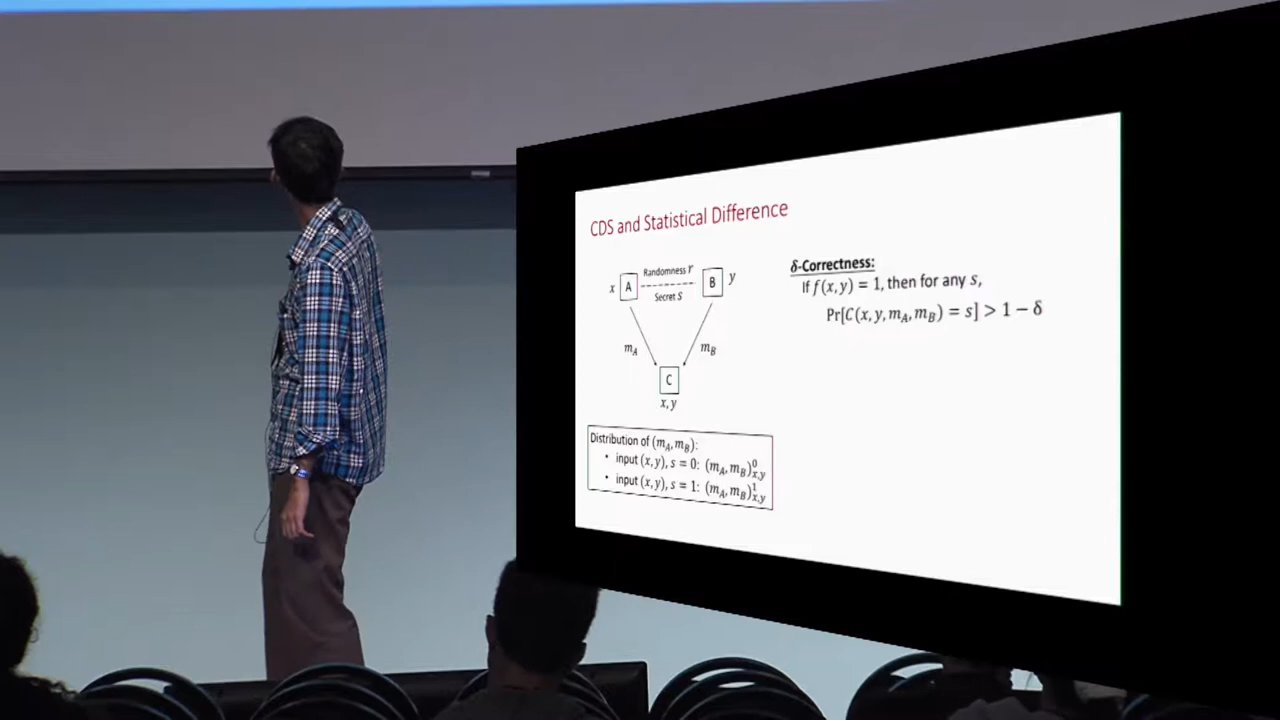 CDS and Statistical Difference
Randomness r
x A B y
Secret S
m_A m_B
C
x, y
Distribution of (m_A, m_B):
• input (x, y), s = 0: (m_A, m_B)^0_{x,y}
• input (x, y), s = 1: (m_A, m_B)^1_{x,y}
δ-Correctness:
If f(x, y) = 1, then for any s,
Pr[C(x, y, m_A, m_B) = s] > 1 − δ